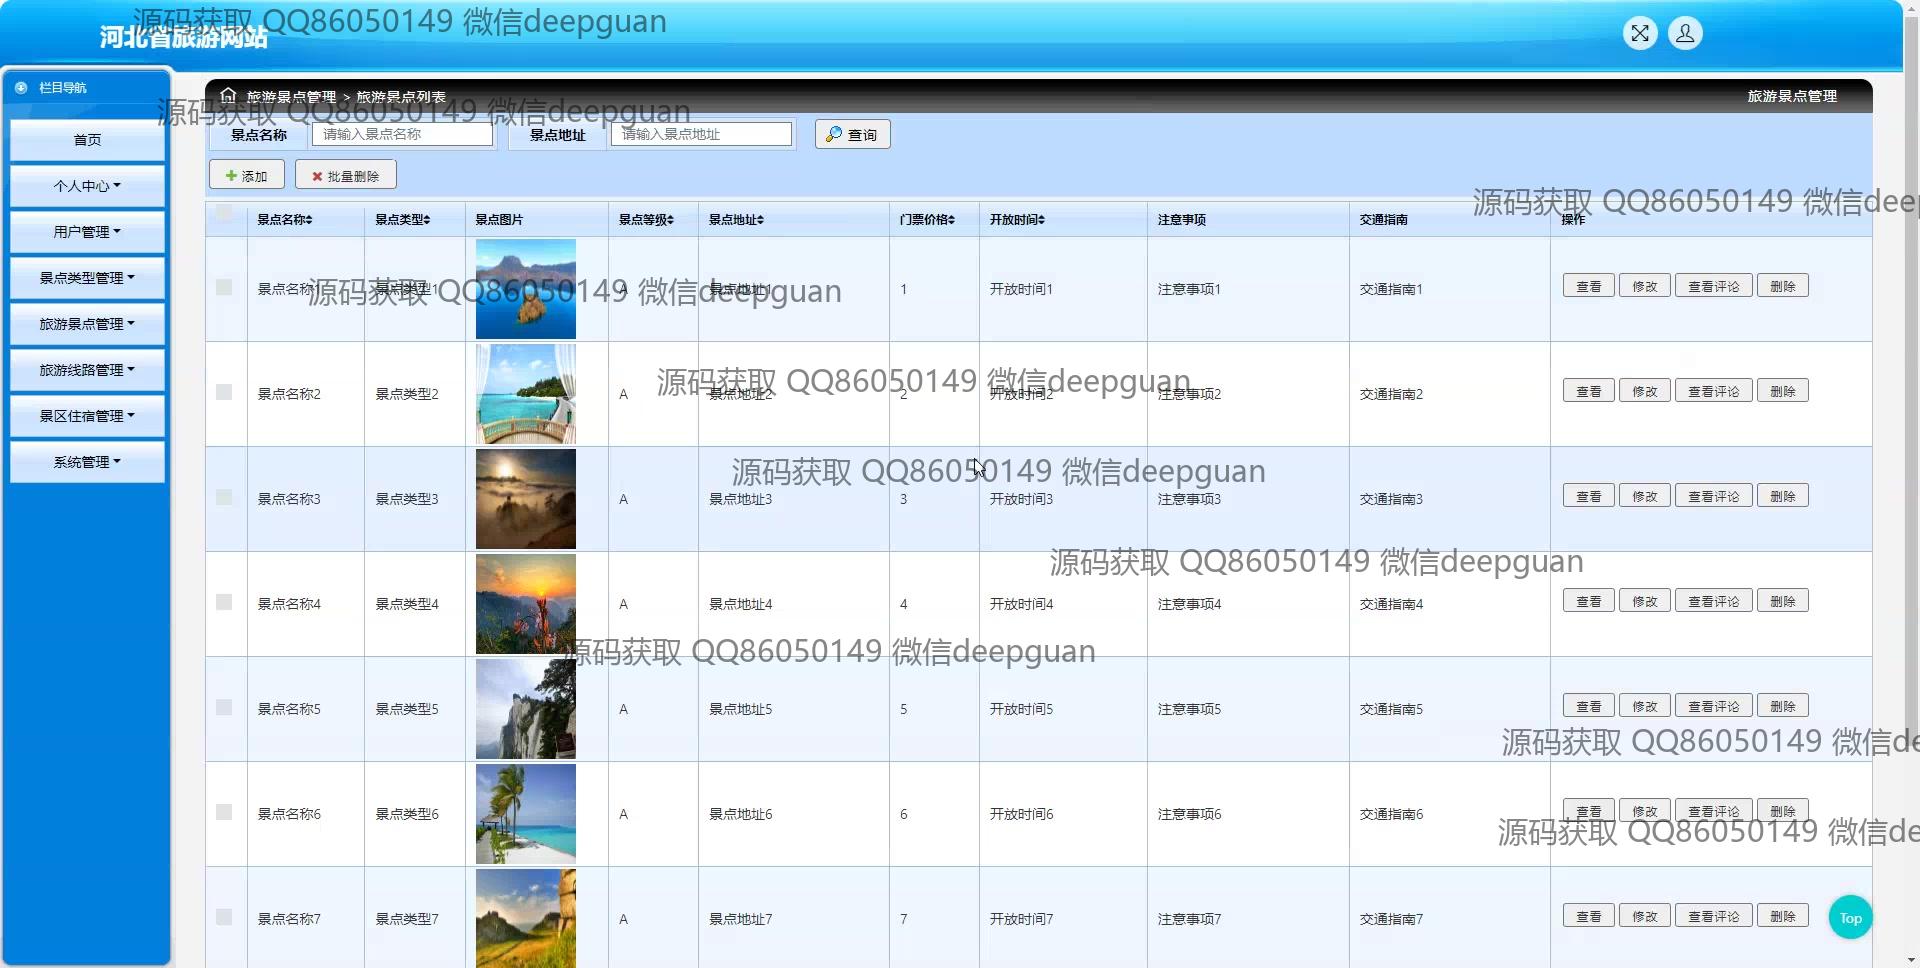 源码获取 QQ86050149 微信deepguan
河北省旅游网站
栏目导航
首页
个人中心
用户管理
景点类型管理
旅游景点管理
旅游线路管理
景区住宿管理
系统管理
旅游景点管理 > 旅游景点列表 旅游景点管理
源码获取 QQ86050149 微信deepguan
景点名称 请输入景点名称 景点地址 请输入景点地址 查询
添加 批量删除
源码获取 QQ86050149 微信deep
景点名称 景点类型 景点图片 景点等级 景点地址 门票价格 开放时间 注意事项 交通指南 操作
景点名称1 景点类型1 A 景点地址1 1 开放时间1 注意事项1 交通指南1 查看 修改 查看评论 删除
源码获取 QQ86050149 微信deepguan
景点名称2 景点类型2 A 景点地址2 2 开放时间2 注意事项2 交通指南2 查看 修改 查看评论 删除
源码获取 QQ86050149 微信deepguan
景点名称3 景点类型3 A 景点地址3 3 开放时间3 注意事项3 交通指南3 查看 修改 查看评论 删除
源码获取 QQ86050149 微信deepguan
源码获取 QQ86050149 微信deepguan
景点名称4 景点类型4 A 景点地址4 4 开放时间4 注意事项4 交通指南4 查看 修改 查看评论 删除
源码获取 QQ86050149 微信deepguan
景点名称5 景点类型5 A 景点地址5 5 开放时间5 注意事项5 交通指南5 查看 修改 查看评论 删除
源码获取 QQ86050149 微信de
景点名称6 景点类型6 A 景点地址6 6 开放时间6 注意事项6 交通指南6 查看 修改 查看评论 删除
源码获取 QQ86050149 微信de
景点名称7 景点类型7 A 景点地址7 7 开放时间7 注意事项7 交通指南7 查看 修改 查看评论 删除
Top